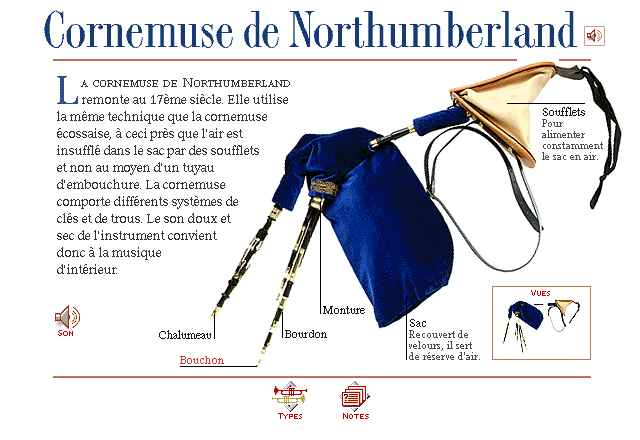 Cornemuse de Northumberland
La cornemuse de Northumberland
remonte au 17ème siècle. Elle utilise
la même technique que la cornemuse
écossaise, à ceci près que l'air est
insufflé dans le sac par des soufflets
et non au moyen d'un tuyau
d'embouchure. La cornemuse
comporte différents systèmes de
clés et de trous. Le son doux et
sec de l'instrument convient
donc à la musique
d'intérieur.
Soufflets
Pour
alimenter
constamment
le sac en air.
Vues
Son
Monture
Chalumeau
Bourdon
Sac
Recouvert de
velours, il sert
de réserve d'air.
Bouchon
Types
Notes